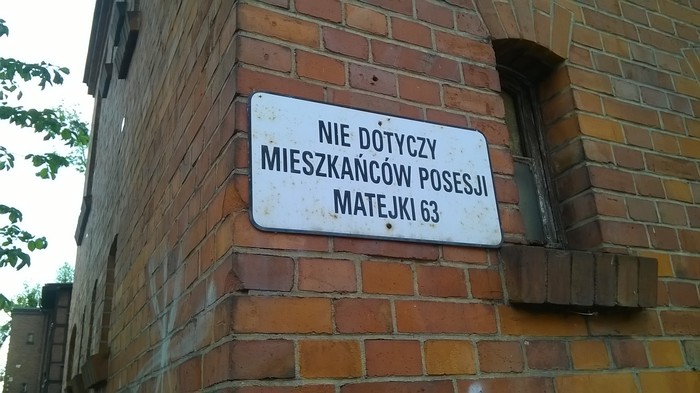 NIE DOTYCZY
MIESZKAŃCÓW POSESJI
MATEJKI 63